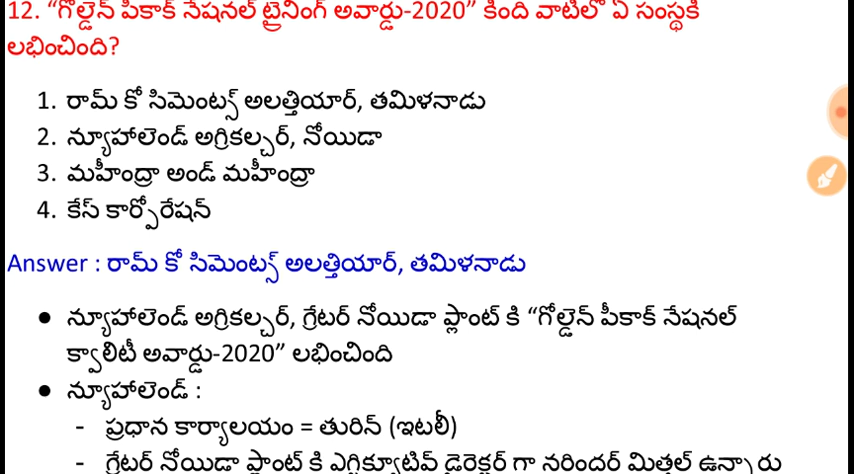 12. “గోల్డెన్ పీకాక్ నేషనల్ ట్రైనింగ్ అవార్డు-2020” కింది వాటిలో ఏ సంస్థకి
లభించింది?
1. రామ్ కో సిమెంట్స్ అలత్తియార్, తమిళనాడు
2. న్యూహాలెండ్ అగ్రికల్చర్, నోయిడా
3. మహీంద్రా అండ్ మహీంద్రా
4. కేస్ కార్పోరేషన్
Answer : రామ్ కో సిమెంట్స్ అలత్తియార్, తమిళనాడు
● న్యూహాలెండ్ అగ్రికల్చర్, గ్రేటర్ నోయిడా ప్లాంట్ కి “గోల్డెన్ పీకాక్ నేషనల్
క్వాలిటీ అవార్డు-2020” లభించింది
● న్యూహాలెండ్ :
- ప్రధాన కార్యాలయం = తురిన్ (ఇటలీ)
- గ్రేటర్ నోయిడా ప్లాంట్ కి ఎగ్జిక్యూటివ్ డైరెక్టర్ గా నరిందర్ మిత్తల్ ఉన్నారు